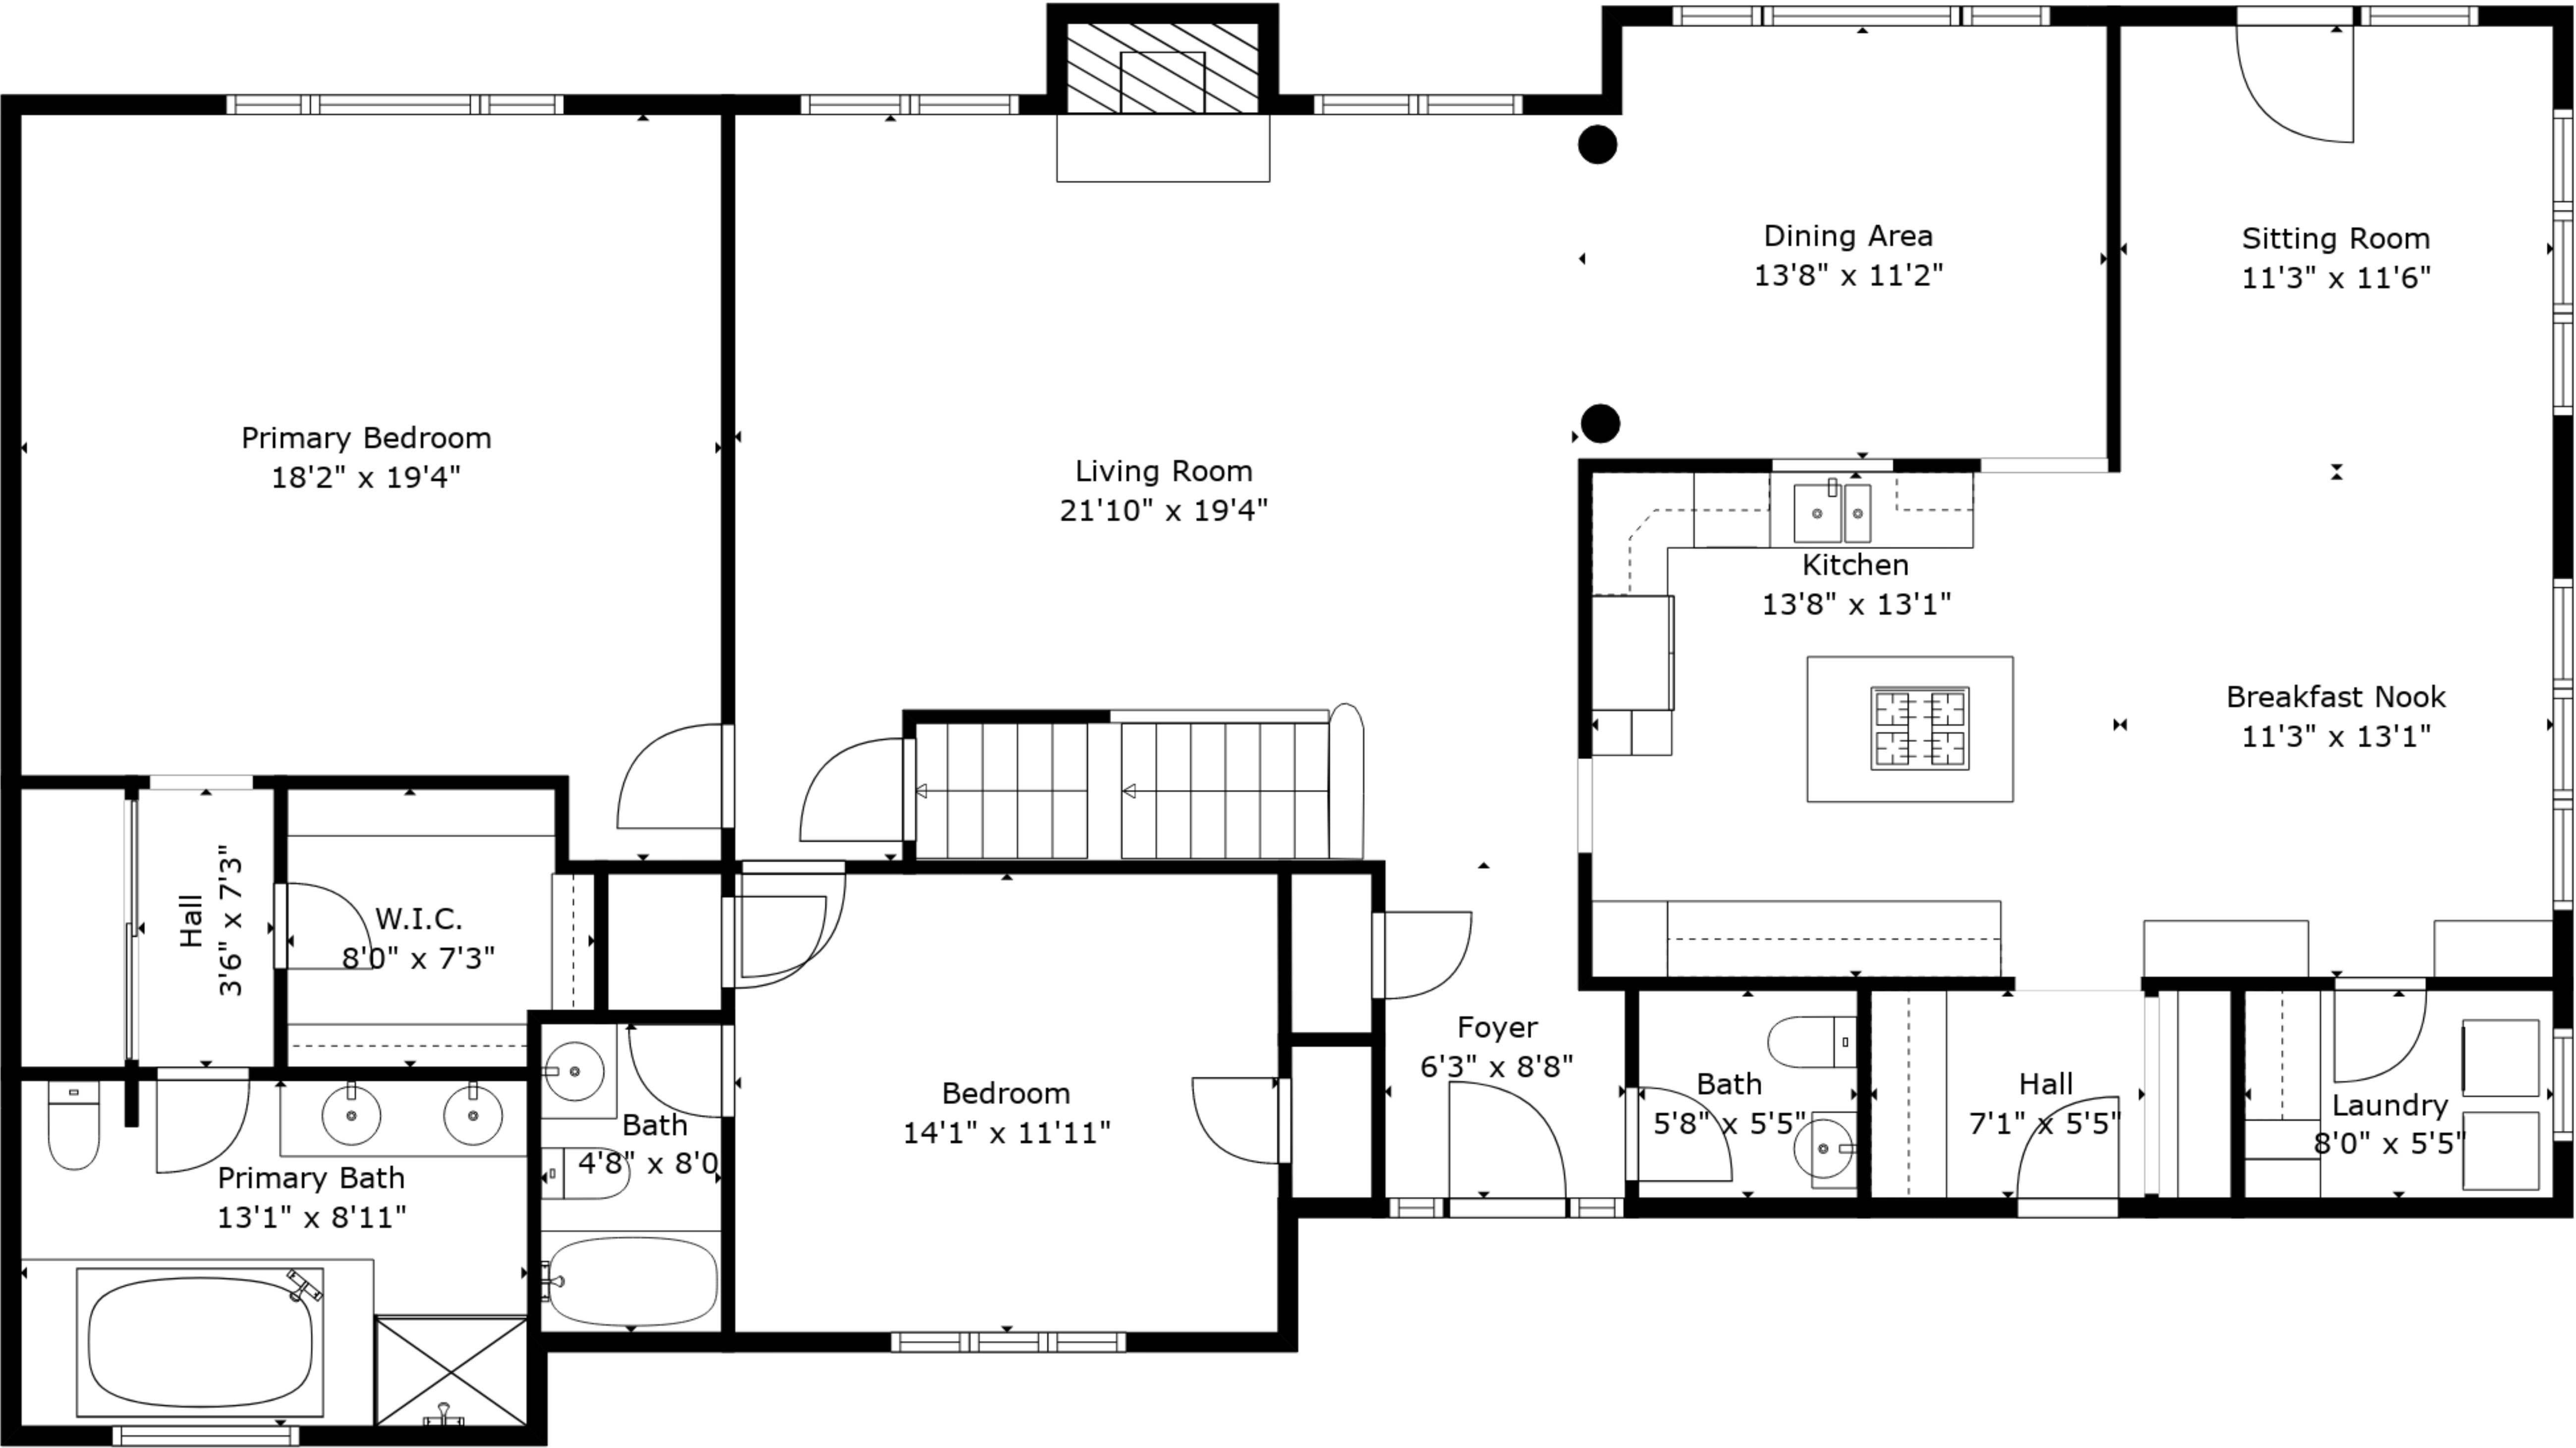 Dining Area
13'8" x 11'2"
Sitting Room
11'3" x 11'6"
Primary Bedroom
18'2" x 19'4"
Living Room
21'10" x 19'4"
Kitchen
13'8" x 13'1"
Breakfast Nook
11'3" x 13'1"
Hall
3'6" x 7'3"
W.I.C.
8'0" x 7'3"
Foyer
6'3" x 8'8"
Bedroom
14'1" x 11'11"
Bath
5'8" x 5'5"
Hall
7'1" x 5'5"
Laundry
8'0" x 5'5"
Bath
4'8" x 8'0
Primary Bath
13'1" x 8'11"